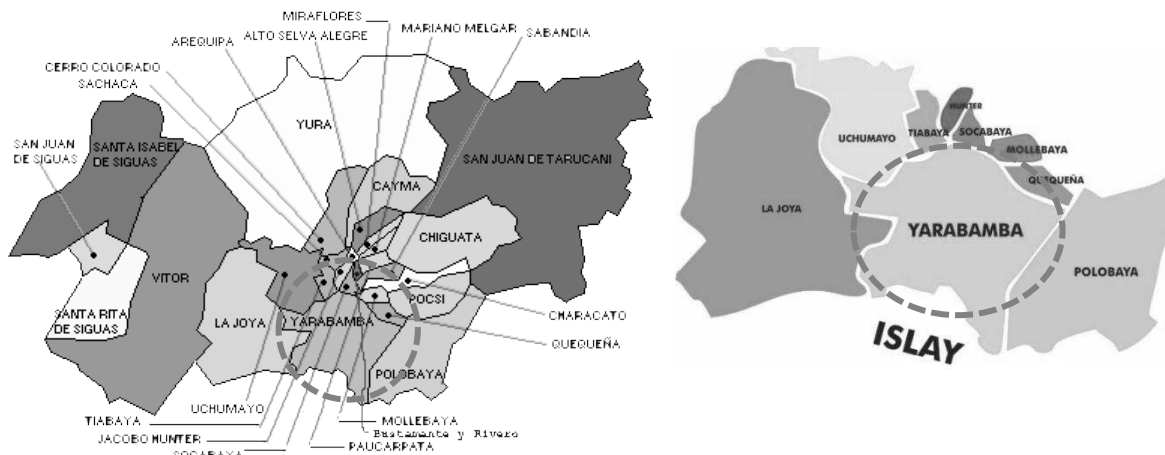 MIRAFLORES
ALTO SELVA ALEGRE
MARIANO MELGAR
AREQUIPA
SABANDIA
CERRO COLORADO
SACHACA
YURA
SAN JUAN
DE SIGUAS
SANTA ISABEL
DE SIGUAS
SAN JUAN DE TARUCANI
CAYMA
CHIGUATA
VITOR
POCSI
SANTA RITA
DE SIGUAS
LA JOYA
YARABAMBA
CHARACATO
QUEQUEÑA
POLOBAYA
UCHUMAYO
TIABAYA
MOLLEBAYA
JACOBO HUNTER
Bustamente y Rivero
SOCABAYA
PAUCARPATA
HUNTER
UCHUMAYO
TIABAYA
SOCABAYA
MOLLEBAYA
QUEQUEÑA
LA JOYA
YARABAMBA
POLOBAYA
ISLAY